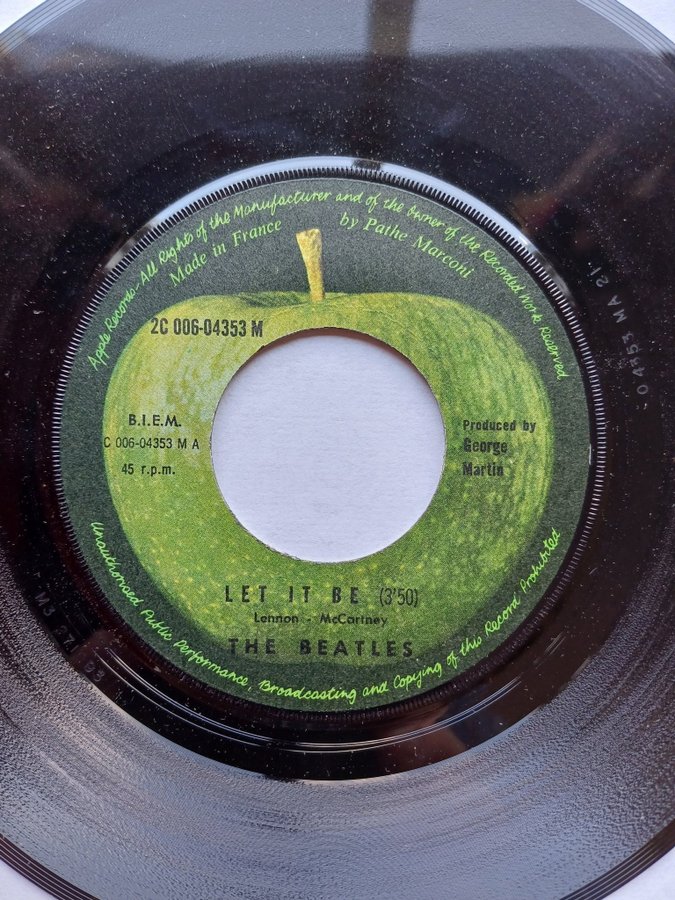 Apple Records-All Rights of the Manufacturer and of the Owner of the Recorded Work Reserved
Made in France by Pathe Marconi
2C 006-04353 M
B.I.E.M.
C 006-04353 M A
45 r.p.m.
Produced by
George
Martin
LET IT BE (3'50)
Lennon - McCartney
THE BEATLES
Unauthorised Public Performance, Broadcasting and Copying of this Record Prohibited